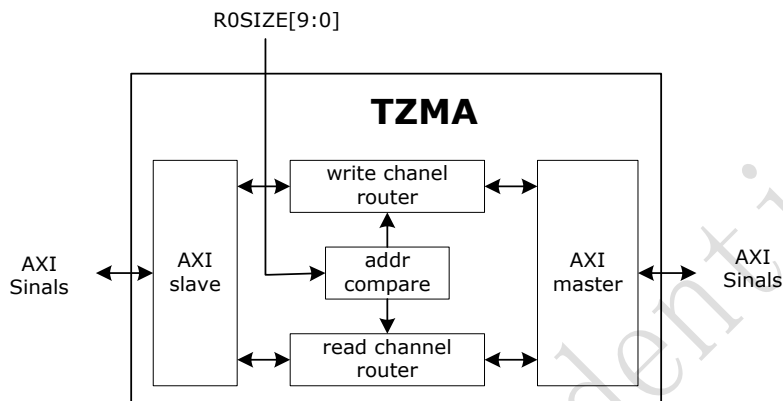 R0SIZE[9:0]
TZMA
write chanel
router
AXI
Sinals
AXI
slave
addr
compare
AXI
master
AXI
Sinals
read channel
router
denti